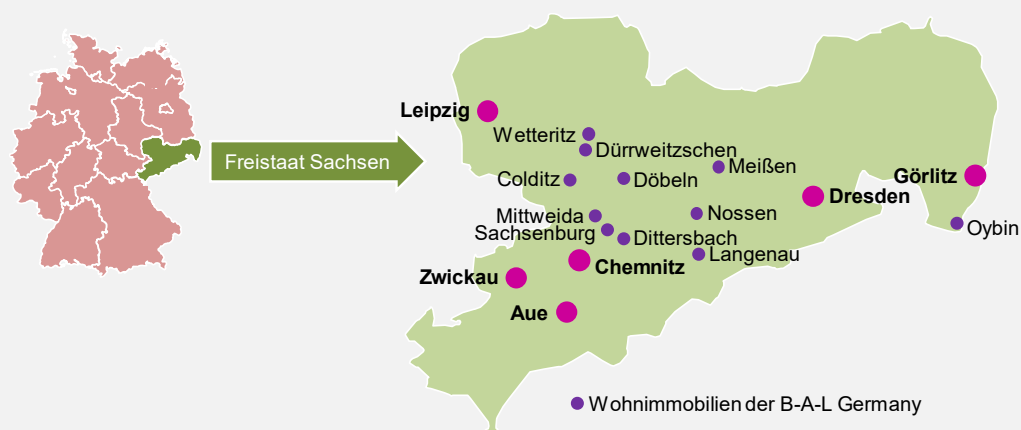 Leipzig
Wetteritz
Dürrweitzschen
Freistaat Sachsen
Meißen
Colditz
Döbeln
Görlitz
Dresden
Mittweida
Nossen
Sachsenburg
Dittersbach
Oybin
Langenau
Chemnitz
Zwickau
Aue
Wohnimmobilien der B-A-L Germany